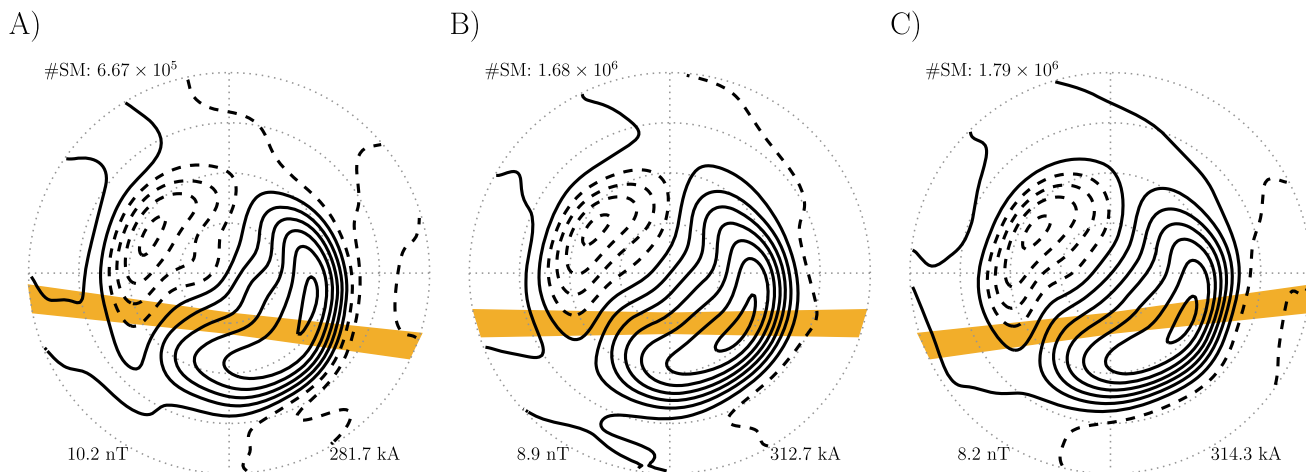 A) B) C)
#SM: 6.67 × 10⁵ #SM: 1.68 × 10⁶ #SM: 1.79 × 10⁶
10.2 nT 281.7 kA 8.9 nT 312.7 kA 8.2 nT 314.3 kA